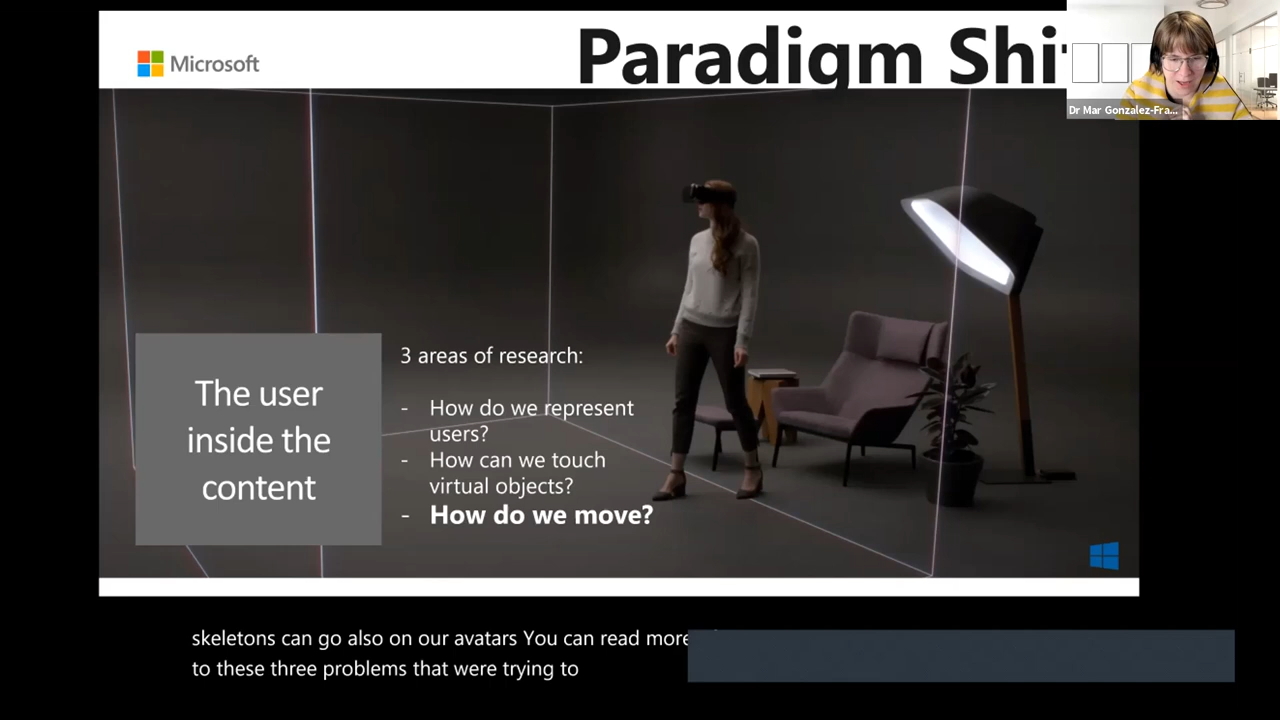 Microsoft
Paradigm Shi
Dr Mar Gonzalez-Fra...
The user
inside the
content
3 areas of research:
- How do we represent
users?
- How can we touch
virtual objects?
- How do we move?
skeletons can go also on our avatars You can read more
to these three problems that were trying to